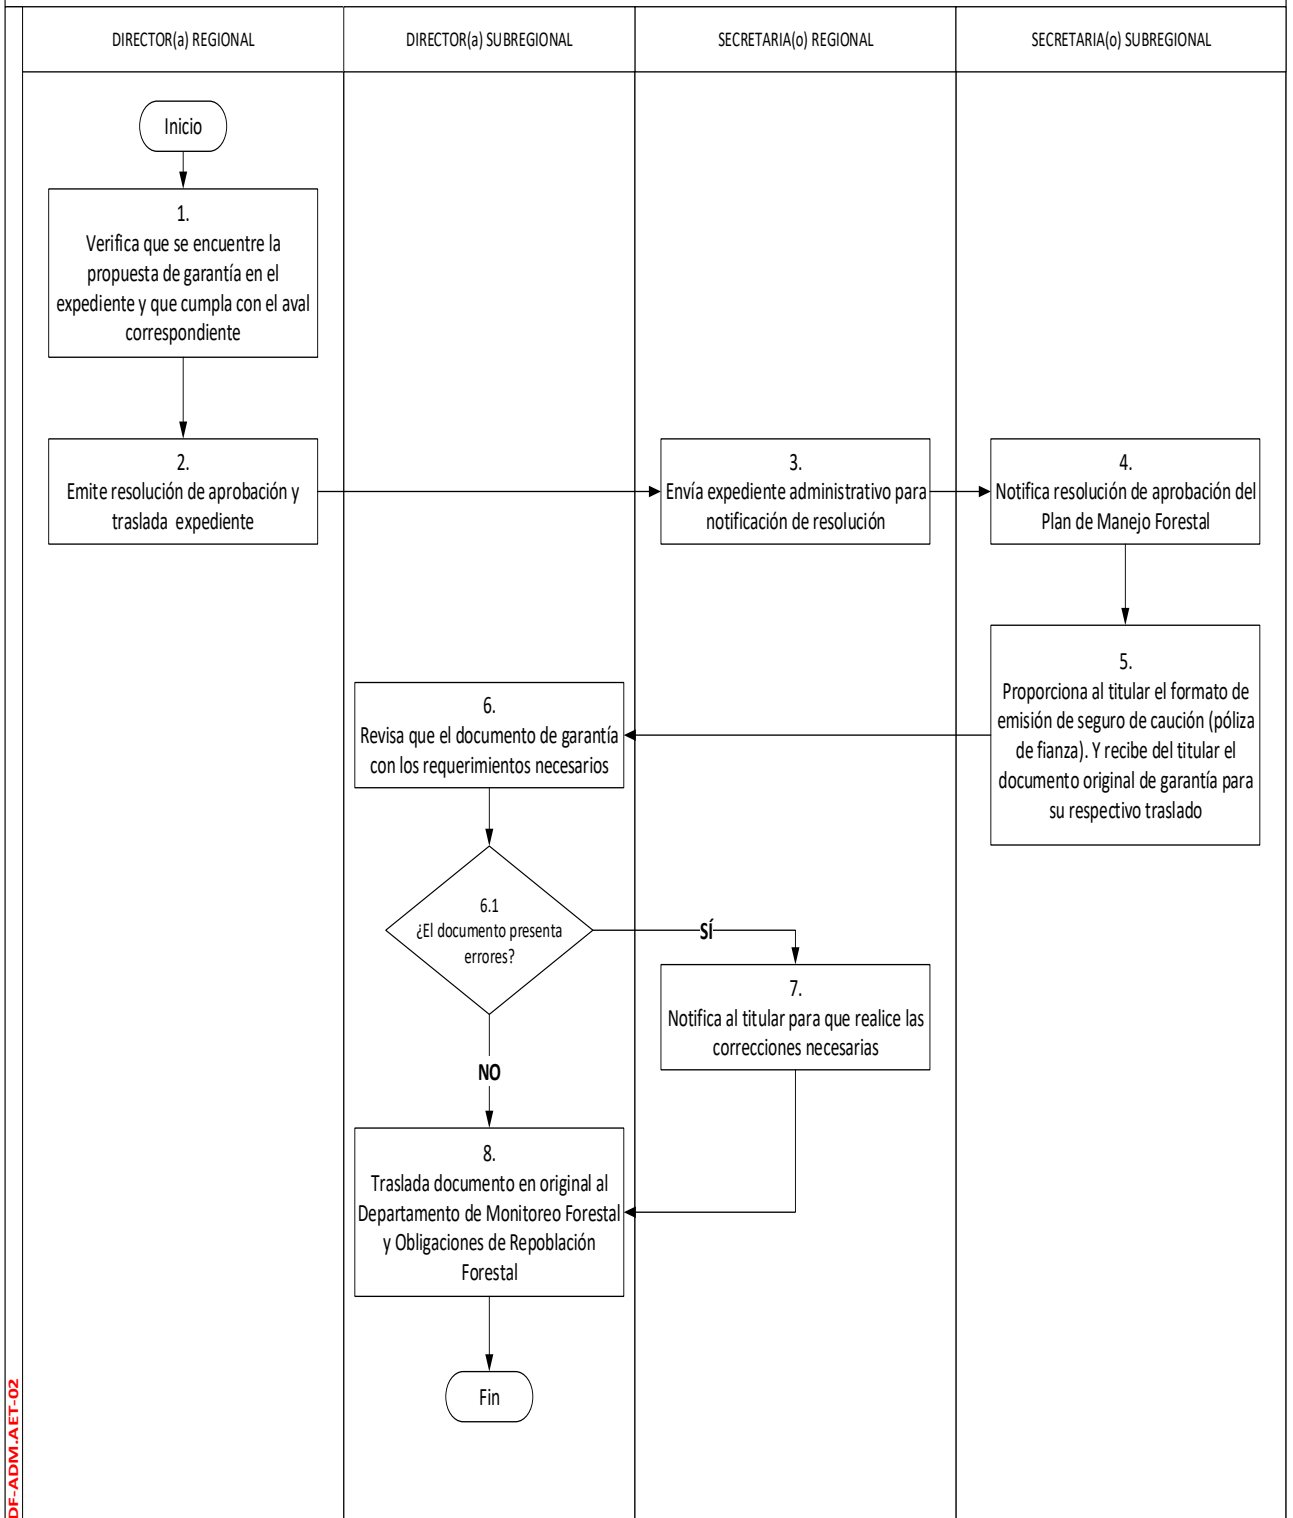 DIRECTOR(a) REGIONAL
DIRECTOR(a) SUBREGIONAL
SECRETARIA(o) REGIONAL
SECRETARIA(o) SUBREGIONAL
Inicio
1.
Verifica que se encuentre la
propuesta de garantía en el
expediente y que cumpla con el aval
correspondiente
2.
Emite resolución de aprobación y
traslada expediente
3.
Envía expediente administrativo para
notificación de resolución
4.
Notifica resolución de aprobación del
Plan de Manejo Forestal
5.
Proporciona al titular el formato de
emisión de seguro de caución (póliza
de fianza). Y recibe del titular el
documento original de garantía para
su respectivo traslado
6.
Revisa que el documento de garantía
con los requerimientos necesarios
6.1
¿El documento presenta
errores?
SÍ
7.
Notifica al titular para que realice las
correcciones necesarias
NO
8.
Traslada documento en original al
Departamento de Monitoreo Forestal
y Obligaciones de Repoblación
Forestal
Fin
DF-ADM.AET-02